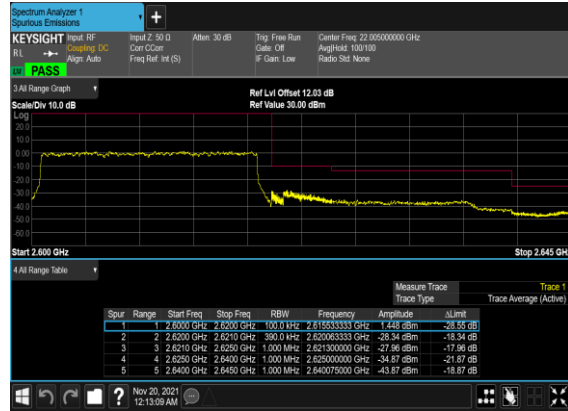 Spectrum Analyzer 1
Spurious Emissions
KEYSIGHT Input: RF Input Z: 50 Ω Atten: 30 dB Trig: Free Run Center Freq: 22.005000000 GHz
RL Coupling: DC Corr CCorr Gate: Off Avg|Hold: 100/100
Align: Auto Freq Ref: Int (S) IF Gain: Low Radio Std: None
PASS
3 All Range Graph
Ref Lvl Offset 12.03 dB
Scale/Div 10.0 dB Ref Value 30.00 dBm
Log
20.0
10.0
0.00
-10.0
-20.0
-30.0
-40.0
-50.0
-60.0
Start 2.600 GHz Stop 2.645 GH
4 All Range Table
Measure Trace Trace 1
Trace Type Trace Average (Active)
Spur Range Start Freq Stop Freq RBW Frequency Amplitude ΔLimit
1 1 2.6000 GHz 2.6200 GHz 100.0 kHz 2.615533333 GHz 1.448 dBm -28.55 dB
2 2 2.6200 GHz 2.6210 GHz 390.0 kHz 2.620063333 GHz -28.34 dBm -18.34 dB
3 3 2.6210 GHz 2.6250 GHz 1.000 MHz 2.621300000 GHz -27.96 dBm -17.96 dB
4 4 2.6250 GHz 2.6400 GHz 1.000 MHz 2.625000000 GHz -34.87 dBm -21.87 dB
5 5 2.6400 GHz 2.6450 GHz 1.000 MHz 2.640075000 GHz -43.87 dBm -18.87 dB
Nov 20, 2021
12:13:09 AM